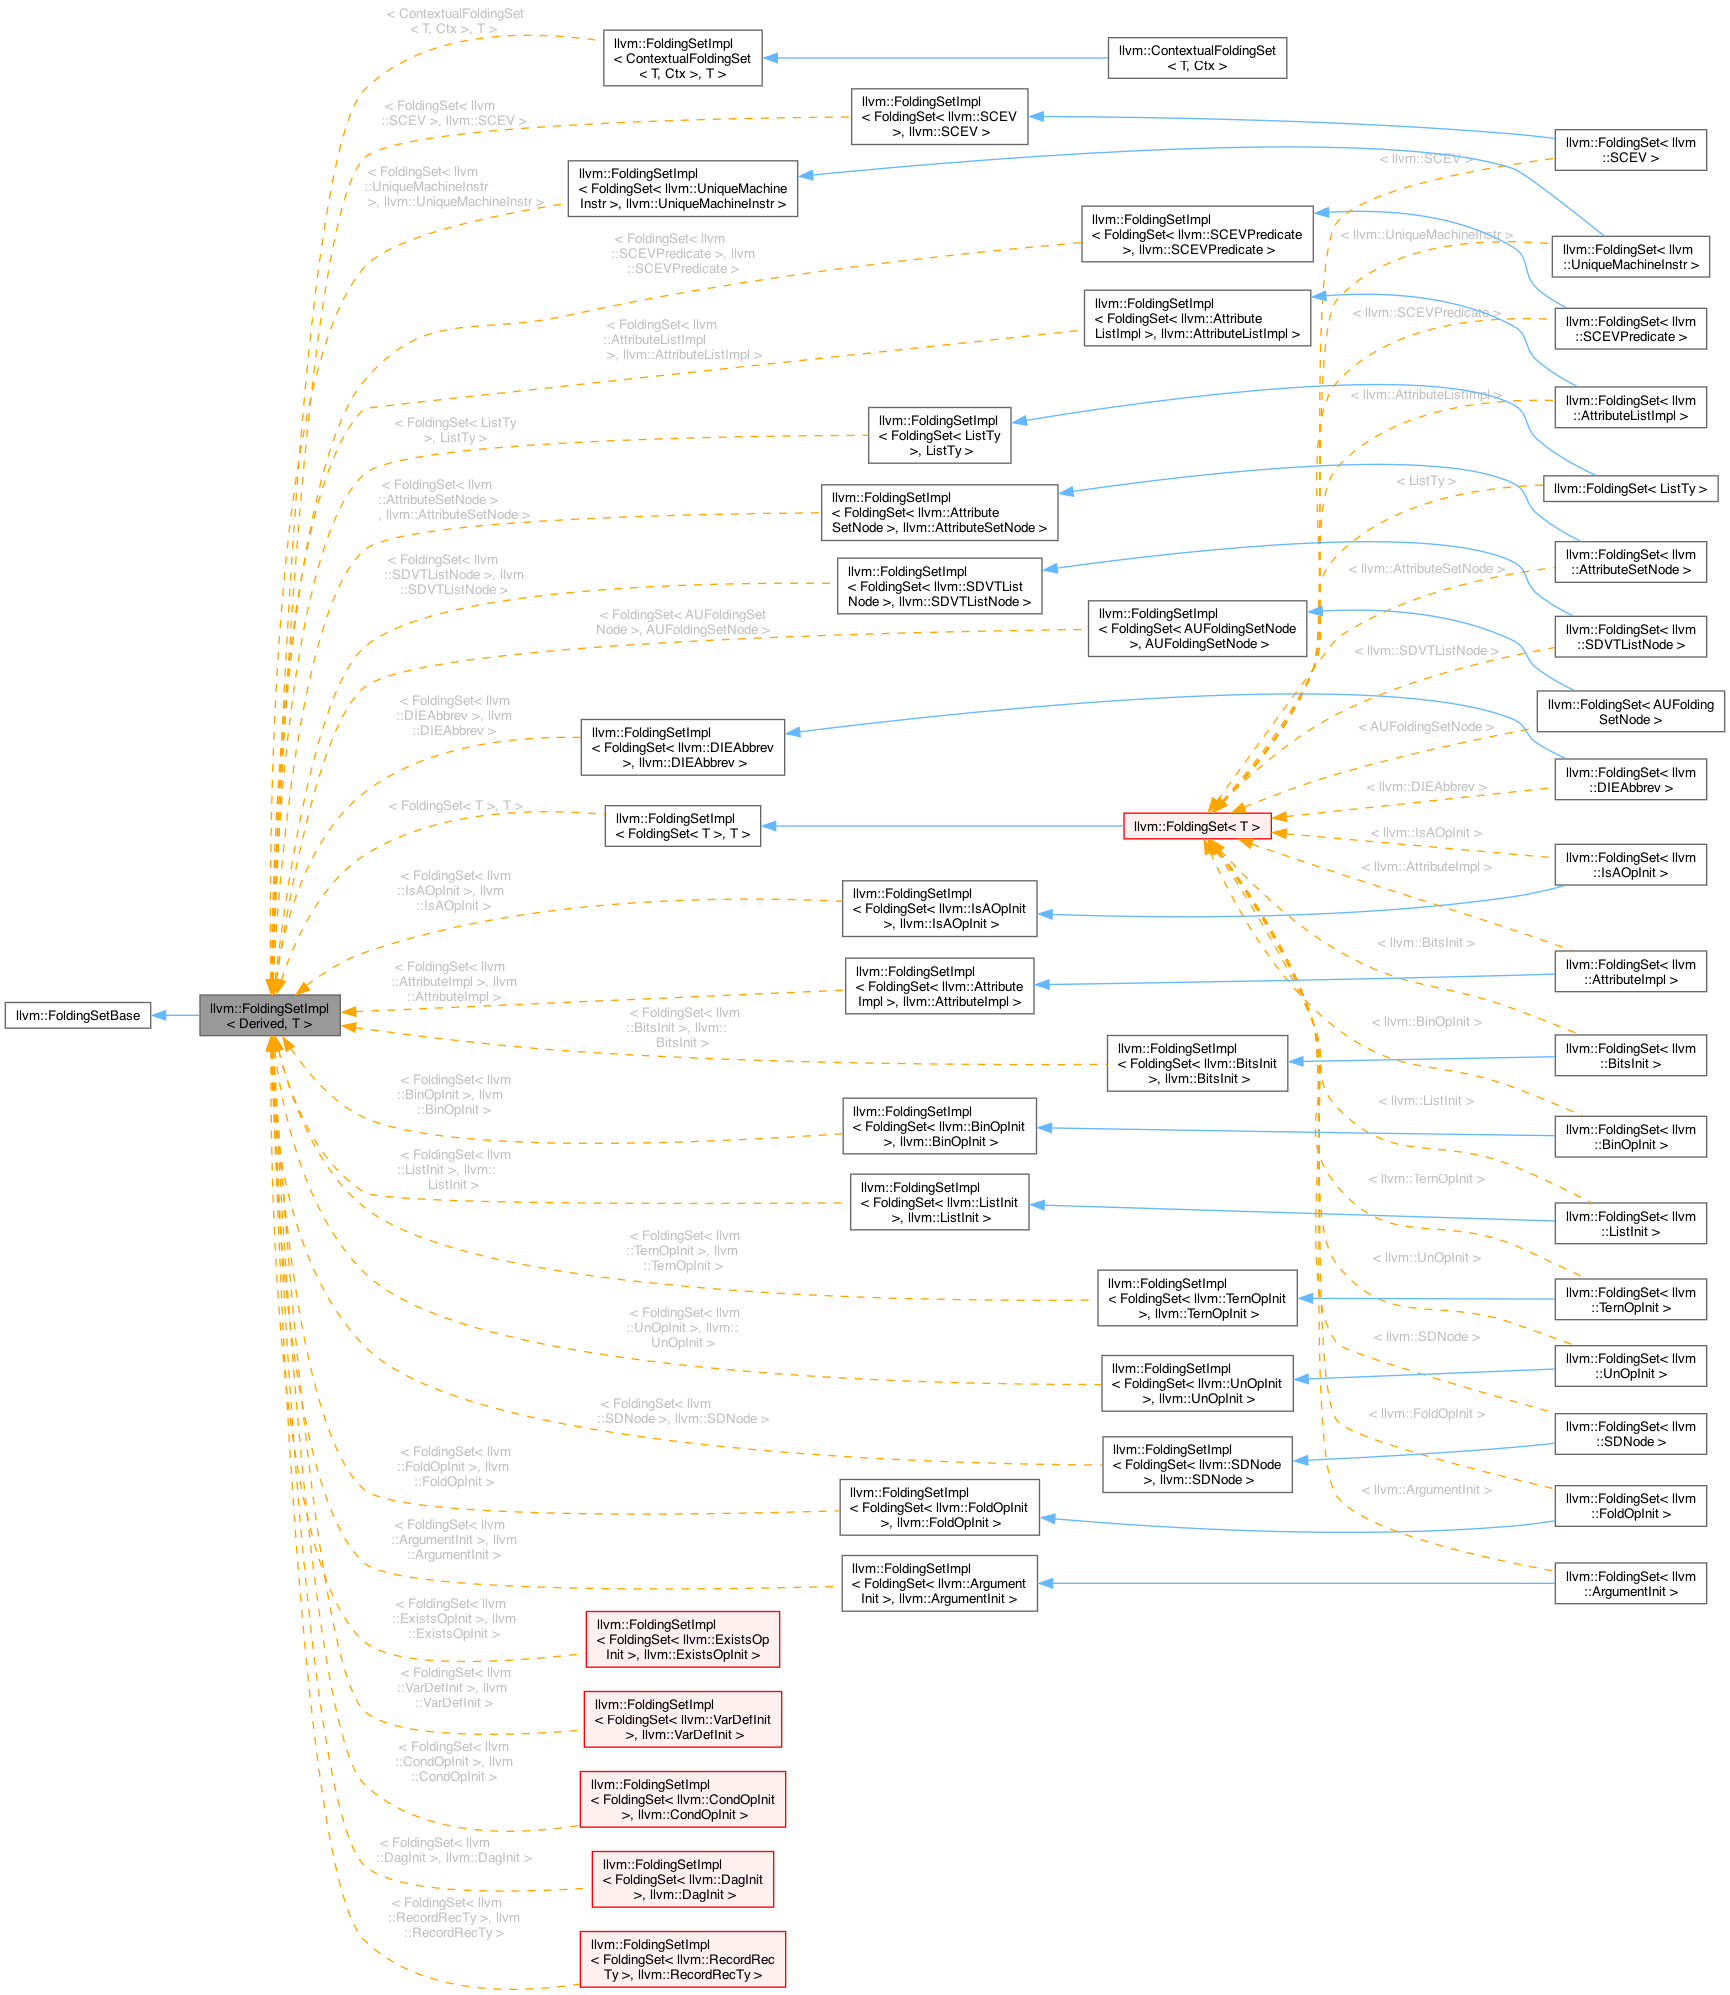 < ContextualFoldingSet
< T, Ctx >, T >
llvm::FoldingSetImpl
< ContextualFoldingSet
< T, Ctx >, T >
llvm::ContextualFoldingSet
< T, Ctx >
< FoldingSet< llvm
::SCEV >, llvm::SCEV >
llvm::FoldingSetImpl
< FoldingSet< llvm::SCEV
>, llvm::SCEV >
< llvm::SCEV >
llvm::FoldingSet< llvm
::SCEV >
< FoldingSet< llvm
::UniqueMachineInstr
>, llvm::UniqueMachineInstr >
llvm::FoldingSetImpl
< FoldingSet< llvm::UniqueMachine
Instr >, llvm::UniqueMachineInstr >
< llvm::UniqueMachineInstr >
llvm::FoldingSet< llvm
::UniqueMachineInstr >
< FoldingSet< llvm
::SCEVPredicate >, llvm
::SCEVPredicate >
llvm::FoldingSetImpl
< FoldingSet< llvm::SCEVPredicate
>, llvm::SCEVPredicate >
< llvm::SCEVPredicate >
llvm::FoldingSet< llvm
::SCEVPredicate >
< FoldingSet< llvm
::AttributeListImpl
>, llvm::AttributeListImpl >
llvm::FoldingSetImpl
< FoldingSet< llvm::Attribute
ListImpl >, llvm::AttributeListImpl >
< llvm::AttributeListImpl >
llvm::FoldingSet< llvm
::AttributeListImpl >
< FoldingSet< ListTy
>, ListTy >
llvm::FoldingSetImpl
< FoldingSet< ListTy
>, ListTy >
< ListTy >
llvm::FoldingSet< ListTy >
< FoldingSet< llvm
::AttributeSetNode >
, llvm::AttributeSetNode >
llvm::FoldingSetImpl
< FoldingSet< llvm::Attribute
SetNode >, llvm::AttributeSetNode >
< llvm::AttributeSetNode >
llvm::FoldingSet< llvm
::AttributeSetNode >
< FoldingSet< llvm
::SDVTListNode >, llvm
::SDVTListNode >
llvm::FoldingSetImpl
< FoldingSet< llvm::SDVTList
Node >, llvm::SDVTListNode >
< llvm::SDVTListNode >
llvm::FoldingSet< llvm
::SDVTListNode >
< FoldingSet< AUFoldingSet
Node >, AUFoldingSetNode >
llvm::FoldingSetImpl
< FoldingSet< AUFoldingSetNode
>, AUFoldingSetNode >
< AUFoldingSetNode >
llvm::FoldingSet< AUFolding
SetNode >
< FoldingSet< llvm
::DIEAbbrev >, llvm
::DIEAbbrev >
llvm::FoldingSetImpl
< FoldingSet< llvm::DIEAbbrev
>, llvm::DIEAbbrev >
< llvm::DIEAbbrev >
llvm::FoldingSet< llvm
::DIEAbbrev >
< FoldingSet< T >, T >
llvm::FoldingSetImpl
< FoldingSet< T >, T >
llvm::FoldingSet< T >
< FoldingSet< llvm
::IsAOpInit >, llvm
::IsAOpInit >
llvm::FoldingSetImpl
< FoldingSet< llvm::IsAOpInit
>, llvm::IsAOpInit >
< llvm::IsAOpInit >
llvm::FoldingSet< llvm
::IsAOpInit >
< FoldingSet< llvm
::AttributeImpl >, llvm
::AttributeImpl >
llvm::FoldingSetImpl
< FoldingSet< llvm::Attribute
Impl >, llvm::AttributeImpl >
< llvm::AttributeImpl >
llvm::FoldingSet< llvm
::AttributeImpl >
llvm::FoldingSetBase
llvm::FoldingSetImpl
< Derived, T >
< FoldingSet< llvm
::BitsInit >, llvm::
BitsInit >
llvm::FoldingSetImpl
< FoldingSet< llvm::BitsInit
>, llvm::BitsInit >
< llvm::BitsInit >
llvm::FoldingSet< llvm
::BitsInit >
< FoldingSet< llvm
::BinOpInit >, llvm
::BinOpInit >
llvm::FoldingSetImpl
< FoldingSet< llvm::BinOpInit
>, llvm::BinOpInit >
< llvm::BinOpInit >
llvm::FoldingSet< llvm
::BinOpInit >
< FoldingSet< llvm
::ListInit >, llvm::
ListInit >
llvm::FoldingSetImpl
< FoldingSet< llvm::ListInit
>, llvm::ListInit >
< llvm::ListInit >
llvm::FoldingSet< llvm
::ListInit >
< FoldingSet< llvm
::TernOpInit >, llvm
::TernOpInit >
llvm::FoldingSetImpl
< FoldingSet< llvm::TernOpInit
>, llvm::TernOpInit >
< llvm::TernOpInit >
llvm::FoldingSet< llvm
::TernOpInit >
< FoldingSet< llvm
::UnOpInit >, llvm::
UnOpInit >
llvm::FoldingSetImpl
< FoldingSet< llvm::UnOpInit
>, llvm::UnOpInit >
< llvm::UnOpInit >
llvm::FoldingSet< llvm
::UnOpInit >
< FoldingSet< llvm
::SDNode >, llvm::SDNode >
llvm::FoldingSetImpl
< FoldingSet< llvm::SDNode
>, llvm::SDNode >
< llvm::SDNode >
llvm::FoldingSet< llvm
::SDNode >
< FoldingSet< llvm
::FoldOpInit >, llvm
::FoldOpInit >
llvm::FoldingSetImpl
< FoldingSet< llvm::FoldOpInit
>, llvm::FoldOpInit >
< llvm::FoldOpInit >
llvm::FoldingSet< llvm
::FoldOpInit >
< FoldingSet< llvm
::ArgumentInit >, llvm
::ArgumentInit >
llvm::FoldingSetImpl
< FoldingSet< llvm::Argument
Init >, llvm::ArgumentInit >
< llvm::ArgumentInit >
llvm::FoldingSet< llvm
::ArgumentInit >
< FoldingSet< llvm
::ExistsOpInit >, llvm
::ExistsOpInit >
llvm::FoldingSetImpl
< FoldingSet< llvm::ExistsOp
Init >, llvm::ExistsOpInit >
< FoldingSet< llvm
::VarDefInit >, llvm
::VarDefInit >
llvm::FoldingSetImpl
< FoldingSet< llvm::VarDefInit
>, llvm::VarDefInit >
< FoldingSet< llvm
::CondOpInit >, llvm
::CondOpInit >
llvm::FoldingSetImpl
< FoldingSet< llvm::CondOpInit
>, llvm::CondOpInit >
< FoldingSet< llvm
::DagInit >, llvm::DagInit >
llvm::FoldingSetImpl
< FoldingSet< llvm::DagInit
>, llvm::DagInit >
< FoldingSet< llvm
::RecordRecTy >, llvm
::RecordRecTy >
llvm::FoldingSetImpl
< FoldingSet< llvm::RecordRec
Ty >, llvm::RecordRecTy >